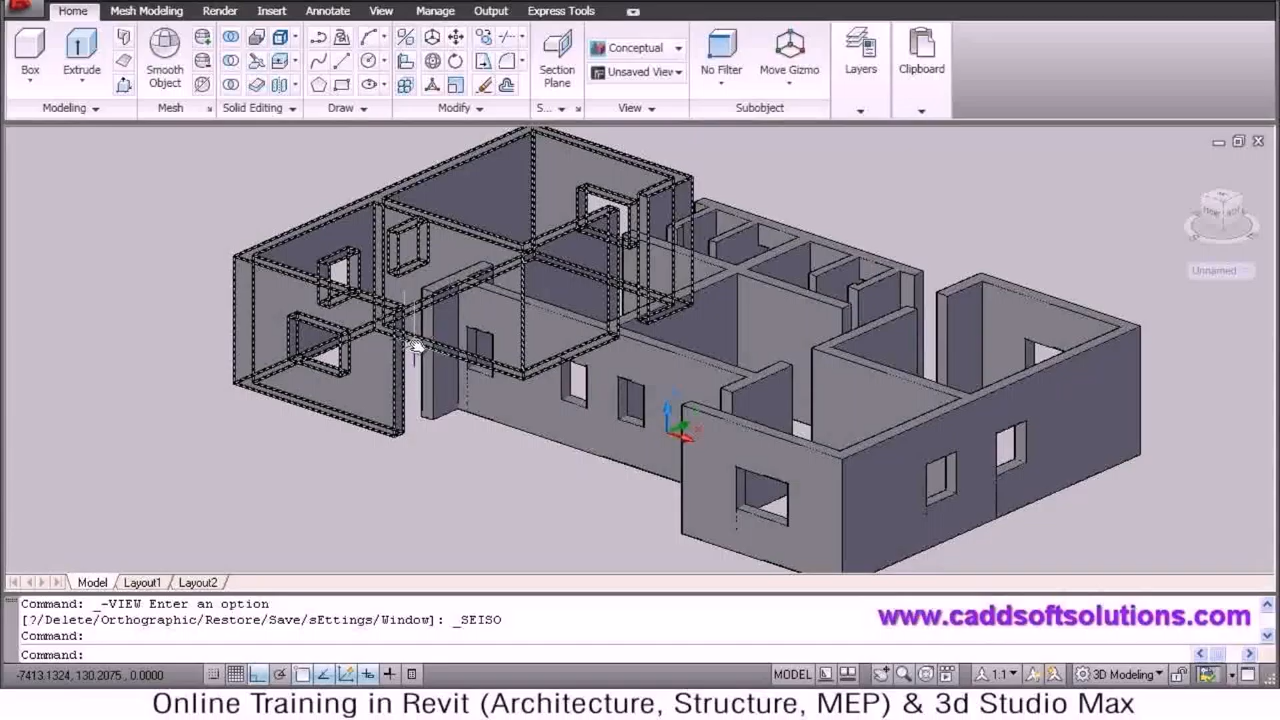 Home Mesh Modeling Render Insert Annotate View Manage Output Express Tools
Box Extrude Smooth Object Section Plane Conceptual Unsaved View No Filter Move Gizmo Layers Clipboard
Modeling Mesh Solid Editing Draw Modify S... View Subobject
Unnamed
Model Layout1 Layout2
Command: _-VIEW Enter an option
[?/Delete/Orthographic/Restore/Save/sEttings/Window]: _SEISO
Command:
Command:
www.caddsoftsolutions.com
-7413.1324, 130.2075, 0.0000 MODEL 1:1 3D Modeling
Online Training in Revit (Architecture, Structure, MEP) & 3d Studio Max